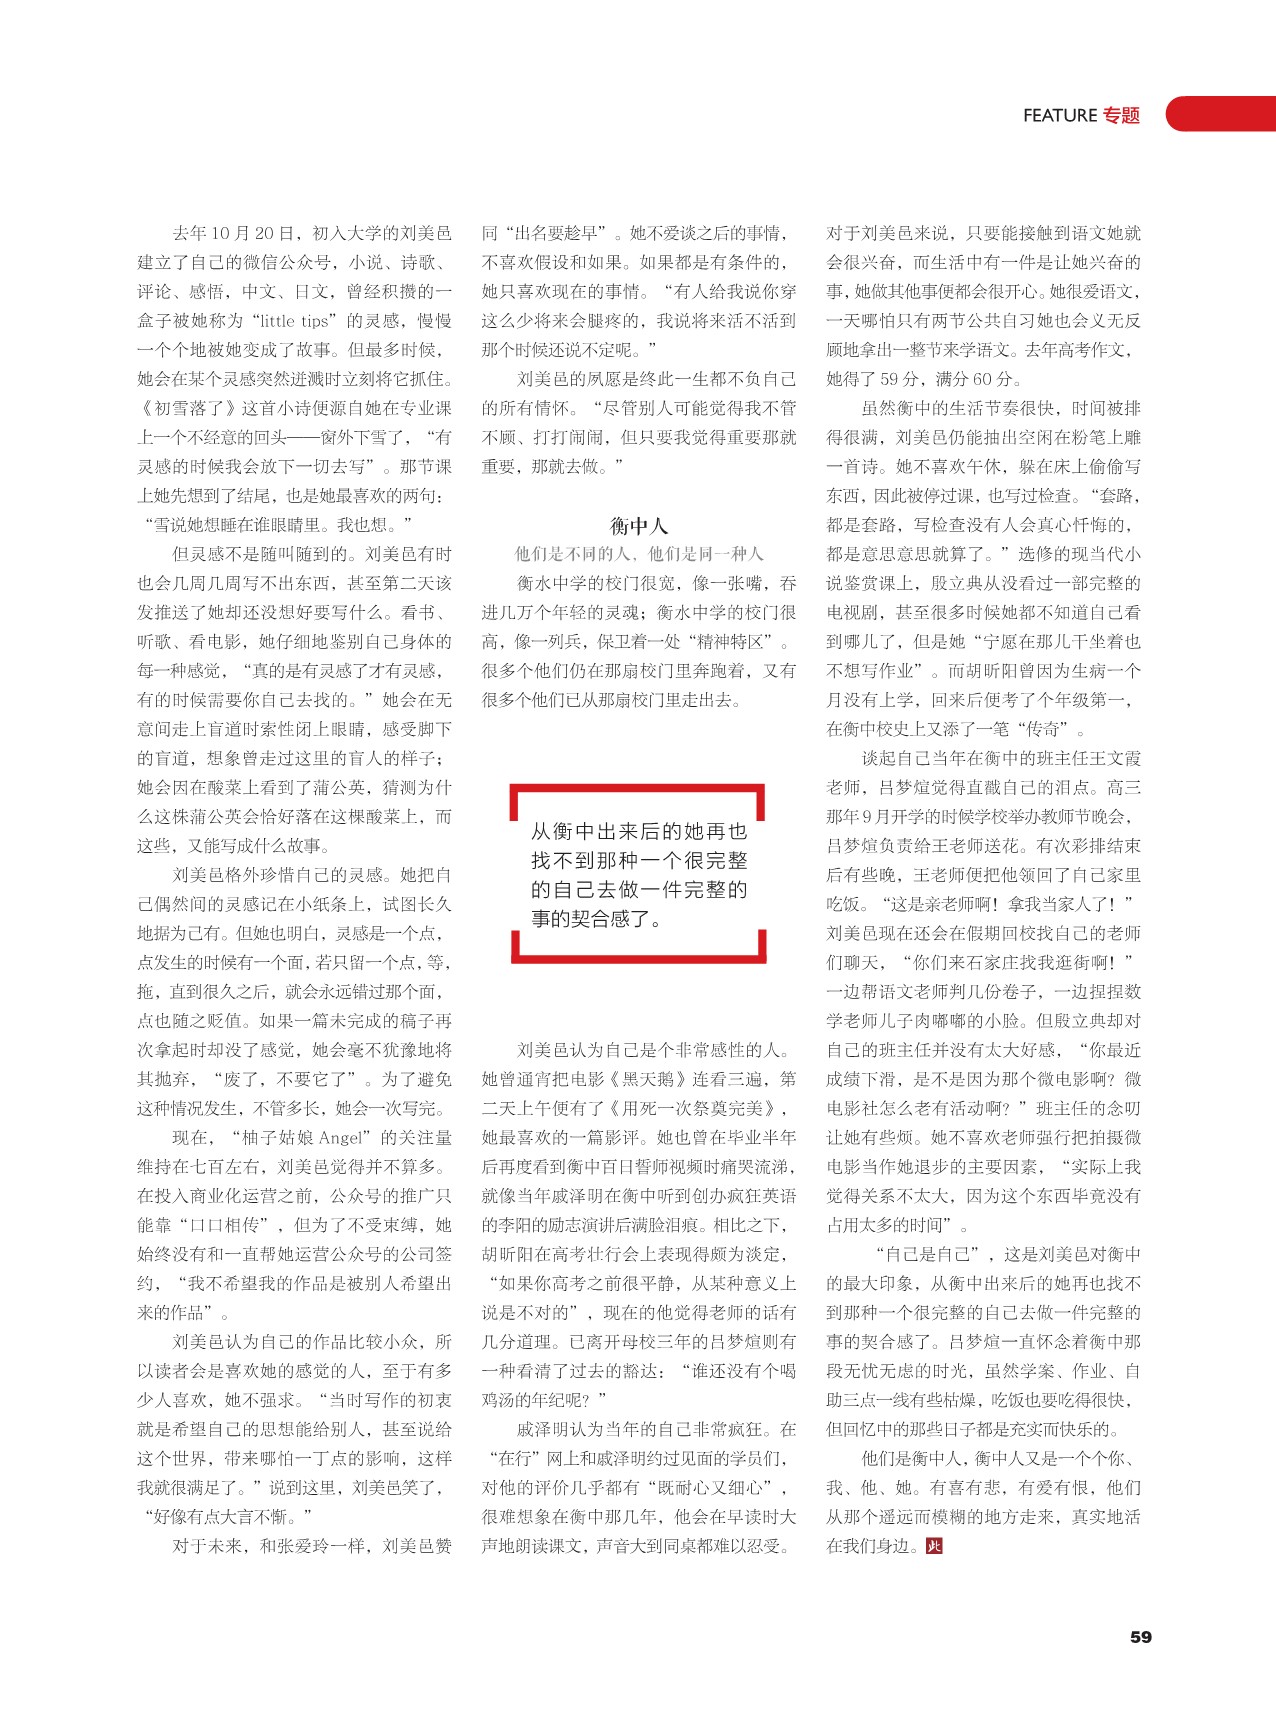 FEATURE 专题
去年 10 月 20 日，初入大学的刘美邑
建立了自己的微信公众号，小说、诗歌、
评论、感悟，中文、日文，曾经积攒的一
盒子被她称为“little tips”的灵感，慢慢
一个个地被她变成了故事。但最多时候，
她会在某个灵感突然迸溅时立刻将它抓住。
《初雪落了》这首小诗便源自她在专业课
上一个不经意的回头——窗外下雪了，“有
灵感的时候我会放下一切去写”。那节课
上她先想到了结尾，也是她最喜欢的两句：
“雪说她想睡在谁眼睛里。我也想。”
但灵感不是随叫随到的。刘美邑有时
也会几周几周写不出东西，甚至第二天该
发推送了她却还没想好要写什么。看书、
听歌、看电影，她仔细地鉴别自己身体的
每一种感觉，“真的是有灵感了才有灵感，
有的时候需要你自己去找的。”她会在无
意间走上盲道时索性闭上眼睛，感受脚下
的盲道，想象曾走过这里的盲人的样子；
她会因在酸菜上看到了蒲公英，猜测为什
么这株蒲公英会恰好落在这棵酸菜上，而
这些，又能写成什么故事。
刘美邑格外珍惜自己的灵感。她把自
己偶然间的灵感记在小纸条上，试图长久
地据为己有。但她也明白，灵感是一个点，
点发生的时候有一个面，若只留一个点，等，
拖，直到很久之后，就会永远错过那个面，
点也随之贬值。如果一篇未完成的稿子再
次拿起时却没了感觉，她会毫不犹豫地将
其抛弃，“废了，不要它了”。为了避免
这种情况发生，不管多长，她会一次写完。
现在，“柚子姑娘 Angel”的关注量
维持在七百左右，刘美邑觉得并不算多。
在投入商业化运营之前，公众号的推广只
能靠“口口相传”，但为了不受束缚，她
始终没有和一直帮她运营公众号的公司签
约，“我不希望我的作品是被别人希望出
来的作品”。
刘美邑认为自己的作品比较小众，所
以读者会是喜欢她的感觉的人，至于有多
少人喜欢，她不强求。“当时写作的初衷
就是希望自己的思想能给别人，甚至说给
这个世界，带来哪怕一丁点的影响，这样
我就很满足了。”说到这里，刘美邑笑了，
“好像有点大言不惭。”
对于未来，和张爱玲一样，刘美邑赞
同“出名要趁早”。她不爱谈之后的事情，
不喜欢假设和如果。如果都是有条件的，
她只喜欢现在的事情。“有人给我说你穿
这么少将来会腿疼的，我说将来活不活到
那个时候还说不定呢。”
刘美邑的夙愿是终此一生都不负自己
的所有情怀。“尽管别人可能觉得我不管
不顾、打打闹闹，但只要我觉得重要那就
重要，那就去做。”
衡中人
他们是不同的人，他们是同一种人
衡水中学的校门很宽，像一张嘴，吞
进几万个年轻的灵魂；衡水中学的校门很
高，像一列兵，保卫着一处“精神特区”。
很多个他们仍在那扇校门里奔跑着，又有
很多个他们已从那扇校门里走出去。
从衡中出来后的她再也
找不到那种一个很完整
的自己去做一件完整的
事的契合感了。
刘美邑认为自己是个非常感性的人。
她曾通宵把电影《黑天鹅》连看三遍，第
二天上午便有了《用死一次祭奠完美》，
她最喜欢的一篇影评。她也曾在毕业半年
后再度看到衡中百日誓师视频时痛哭流涕，
就像当年戚泽明在衡中听到创办疯狂英语
的李阳的励志演讲后满脸泪痕。相比之下，
胡昕阳在高考壮行会上表现得颇为淡定，
“如果你高考之前很平静，从某种意义上
说是不对的”，现在的他觉得老师的话有
几分道理。已离开母校三年的吕梦煊则有
一种看清了过去的豁达：“谁还没有个喝
鸡汤的年纪呢？”
戚泽明认为当年的自己非常疯狂。在
“在行”网上和戚泽明约过见面的学员们，
对他的评价几乎都有“既耐心又细心”，
很难想象在衡中那几年，他会在早读时大
声地朗读课文，声音大到同桌都难以忍受。
对于刘美邑来说，只要能接触到语文她就
会很兴奋，而生活中有一件是让她兴奋的
事，她做其他事便都会很开心。她很爱语文，
一天哪怕只有两节公共自习她也会义无反
顾地拿出一整节来学语文。去年高考作文，
她得了 59 分，满分 60 分。
虽然衡中的生活节奏很快，时间被排
得很满，刘美邑仍能抽出空闲在粉笔上雕
一首诗。她不喜欢午休，躲在床上偷偷写
东西，因此被停过课，也写过检查。“套路，
都是套路，写检查没有人会真心忏悔的，
都是意思意思就算了。”选修的现当代小
说鉴赏课上，殷立典从没看过一部完整的
电视剧，甚至很多时候她都不知道自己看
到哪儿了，但是她“宁愿在那儿干坐着也
不想写作业”。而胡昕阳曾因为生病一个
月没有上学，回来后便考了个年级第一，
在衡中校史上又添了一笔“传奇”。
谈起自己当年在衡中的班主任王文霞
老师，吕梦煊觉得直戳自己的泪点。高三
那年 9 月开学的时候学校举办教师节晚会，
吕梦煊负责给王老师送花。有次彩排结束
后有些晚，王老师便把他领回了自己家里
吃饭。“这是亲老师啊！拿我当家人了！”
刘美邑现在还会在假期回校找自己的老师
们聊天，“你们来石家庄找我逛街啊！”
一边帮语文老师判几份卷子，一边捏捏数
学老师儿子肉嘟嘟的小脸。但殷立典却对
自己的班主任并没有太大好感，“你最近
成绩下滑，是不是因为那个微电影啊？微
电影社怎么老有活动啊？”班主任的念叨
让她有些烦。她不喜欢老师强行把拍摄微
电影当作她退步的主要因素，“实际上我
觉得关系不太大，因为这个东西毕竟没有
占用太多的时间”。
“自己是自己”，这是刘美邑对衡中
的最大印象，从衡中出来后的她再也找不
到那种一个很完整的自己去做一件完整的
事的契合感了。吕梦煊一直怀念着衡中那
段无忧无虑的时光，虽然学案、作业、自
助三点一线有些枯燥，吃饭也要吃得很快，
但回忆中的那些日子都是充实而快乐的。
他们是衡中人，衡中人又是一个个你、
我、他、她。有喜有悲，有爱有恨，他们
从那个遥远而模糊的地方走来，真实地活
在我们身边。此
59